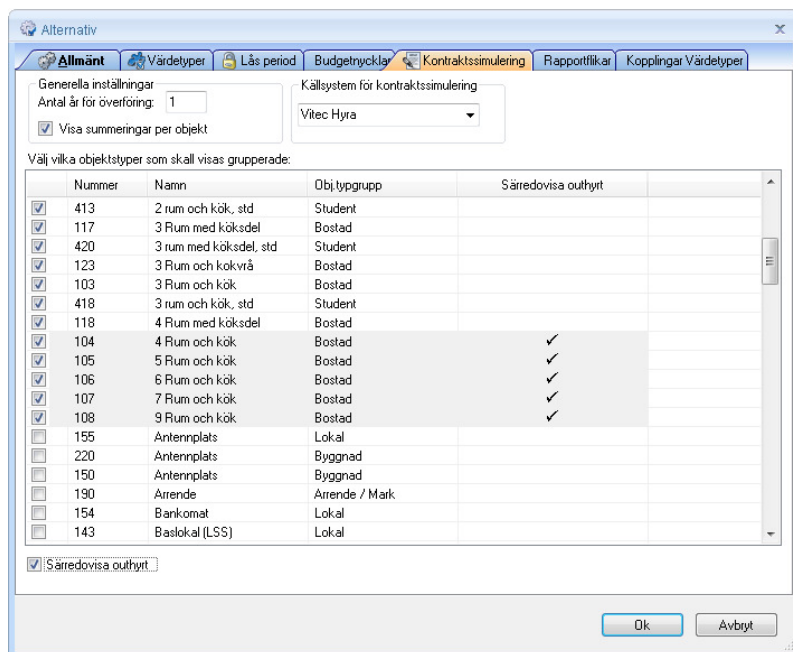 Alternativ
Allmänt Värdetyper Lås period Budgetnycklar Kontraktssimulering Rapportflikar Kopplingar Värdetyper
Generella inställningar
Antal år för överföring: 1
Visa summeringar per objekt
Källsystem för kontraktssimulering
Vitec Hyra
Välj vilka objektstyper som skall visas grupperade:
Nummer Namn Obj.typgrupp Särredovisa outhyrt
413 2 rum och kök, std Student
117 3 Rum med köksdel Bostad
420 3 rum med köksdel, std Student
123 3 Rum och kokvrå Bostad
103 3 Rum och kök Bostad
418 3 rum och kök, std Student
118 4 Rum med köksdel Bostad
104 4 Rum och kök Bostad ✓
105 5 Rum och kök Bostad ✓
106 6 Rum och kök Bostad ✓
107 7 Rum och kök Bostad ✓
108 9 Rum och kök Bostad ✓
155 Antennplats Lokal
220 Antennplats Byggnad
150 Antennplats Byggnad
190 Arrende Arrende / Mark
154 Bankomat Lokal
143 Baslokal (LSS) Lokal
Särredovisa outhyrt
Ok Avbryt